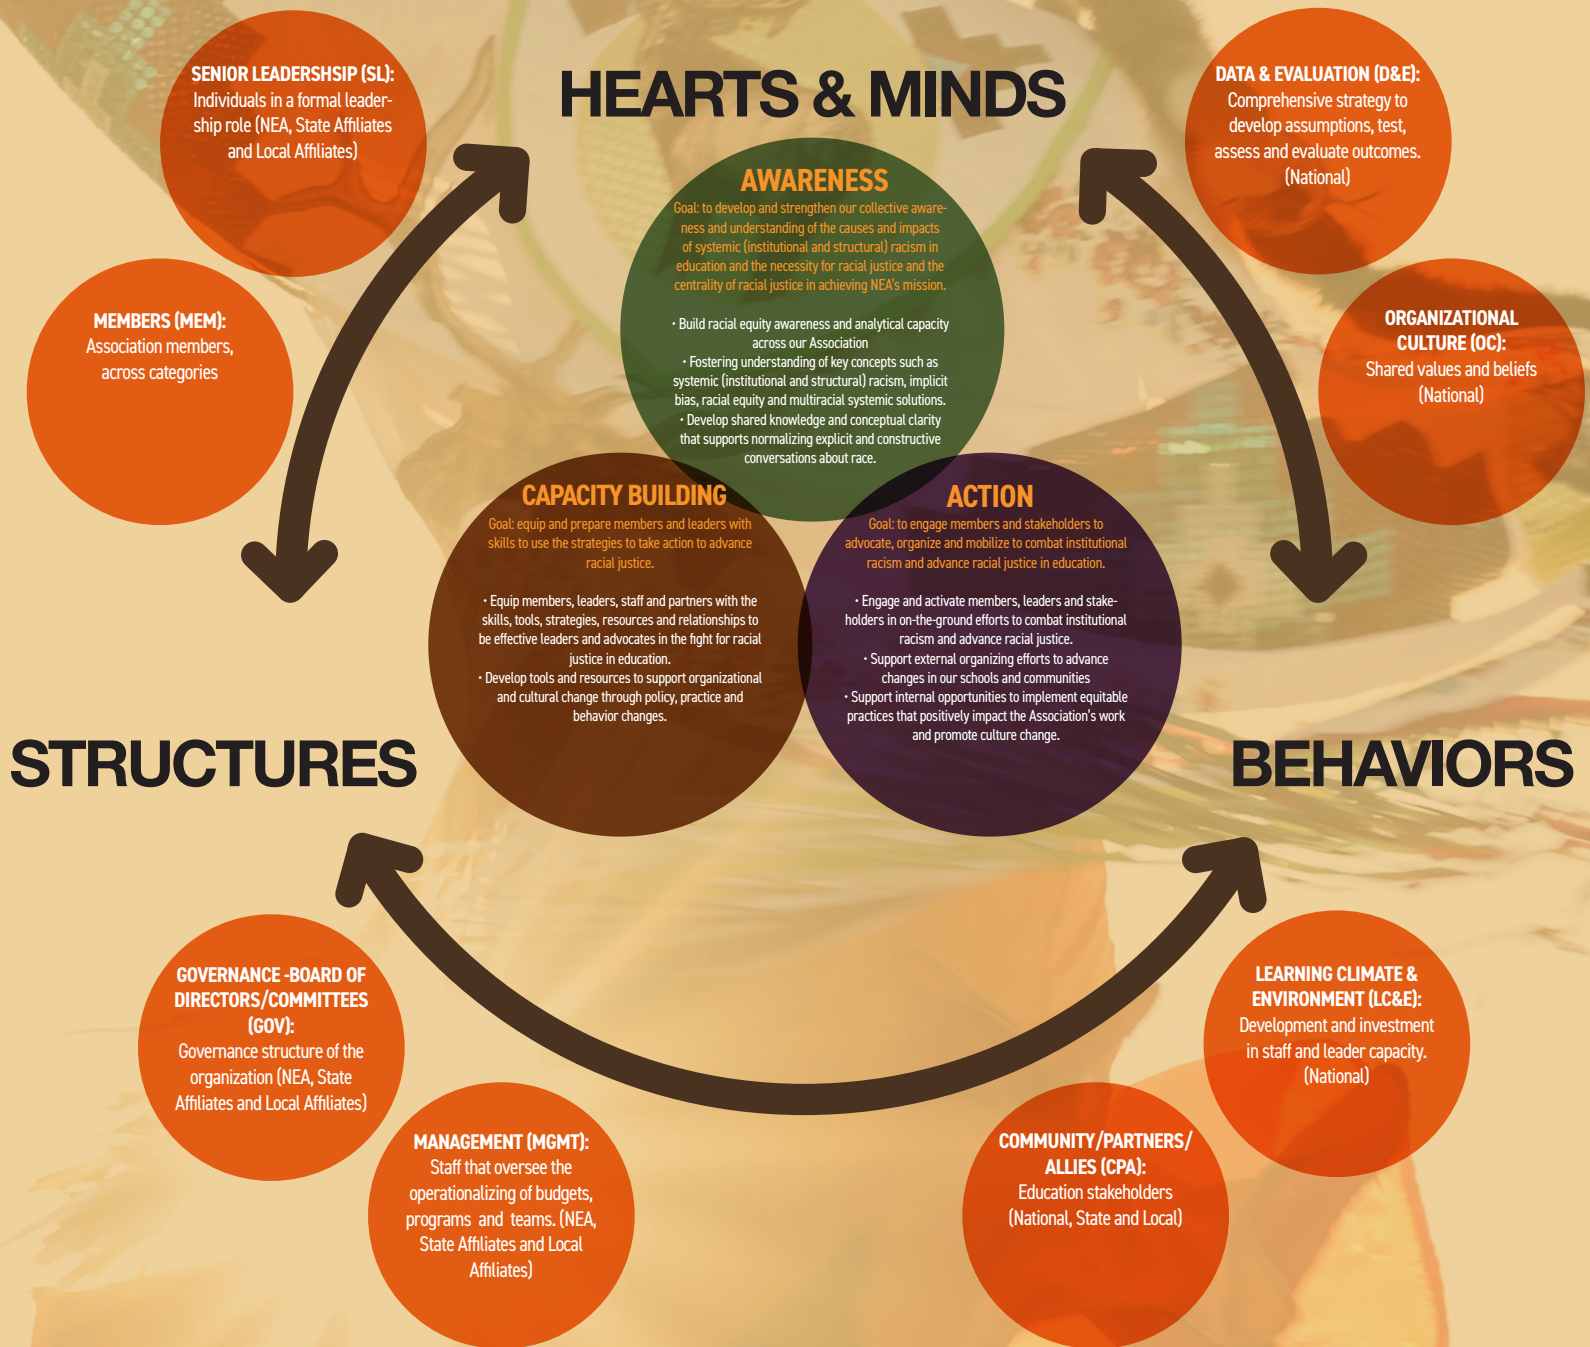 HEARTS & MINDS
SENIOR LEADERSHSIP (SL):
Individuals in a formal leader-
ship role (NEA, State Affiliates
and Local Affiliates)
MEMBERS (MEM):
Association members,
across categories
DATA & EVALUATION (D&E):
Comprehensive strategy to
develop assumptions, test,
assess and evaluate outcomes.
(National)
ORGANIZATIONAL
CULTURE (OC):
Shared values and beliefs
(National)
AWARENESS
Goal: to develop and strengthen our collective aware-
ness and understanding of the causes and impacts
of systemic (institutional and structural) racism in
education and the necessity for racial justice and the
centrality of racial justice in achieving NEA's mission.
• Build racial equity awareness and analytical capacity
across our Association
• Fostering understanding of key concepts such as
systemic (institutional and structural) racism, implicit
bias, racial equity and multiracial systemic solutions.
• Develop shared knowledge and conceptual clarity
that supports normalizing explicit and constructive
conversations about race.
CAPACITY BUILDING
Goal: equip and prepare members and leaders with
skills to use the strategies to take action to advance
racial justice.
• Equip members, leaders, staff and partners with the
skills, tools, strategies, resources and relationships to
be effective leaders and advocates in the fight for racial
justice in education.
• Develop tools and resources to support organizational
and cultural change through policy, practice and
behavior changes.
ACTION
Goal: to engage members and stakeholders to
advocate, organize and mobilize to combat institutional
racism and advance racial justice in education.
• Engage and activate members, leaders and stake-
holders in on-the-ground efforts to combat institutional
racism and advance racial justice.
• Support external organizing efforts to advance
changes in our schools and communities
• Support internal opportunities to implement equitable
practices that positively impact the Association's work
and promote culture change.
STRUCTURES
BEHAVIORS
GOVERNANCE -BOARD OF
DIRECTORS/COMMITTEES
(GOV):
Governance structure of the
organization (NEA, State
Affiliates and Local Affiliates)
MANAGEMENT (MGMT):
Staff that oversee the
operationalizing of budgets,
programs and teams. (NEA,
State Affiliates and Local
Affiliates)
COMMUNITY/PARTNERS/
ALLIES (CPA):
Education stakeholders
(National, State and Local)
LEARNING CLIMATE &
ENVIRONMENT (LC&E):
Development and investment
in staff and leader capacity.
(National)